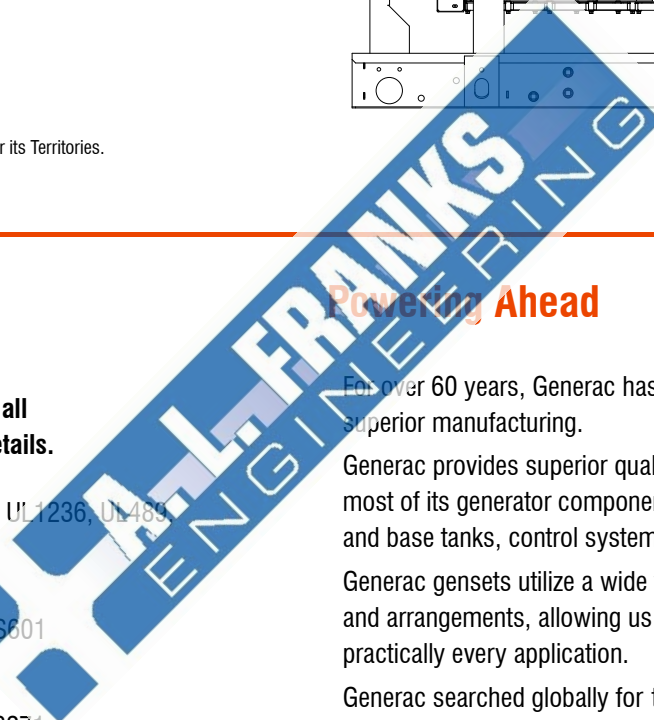 r its Territories.
A.L. FRANKS
ENGINEERING
all
etails.
UL1236, UL489,
S601
Powering Ahead
For over 60 years, Generac has
superior manufacturing.
Generac provides superior qual
most of its generator compone
and base tanks, control system
Generac gensets utilize a wide
and arrangements, allowing us
practically every application.
Generac searched globally for